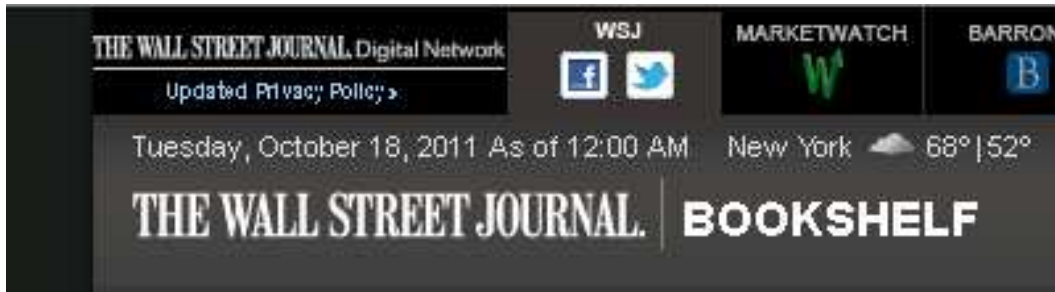 THE WALL STREET JOURNAL. Digital Network
Updated Privacy Policy »
WSJ
MARKETWATCH
BARRON
Tuesday, October 18, 2011 As of 12:00 AM
New York 68°|52°
THE WALL STREET JOURNAL. BOOKSHELF